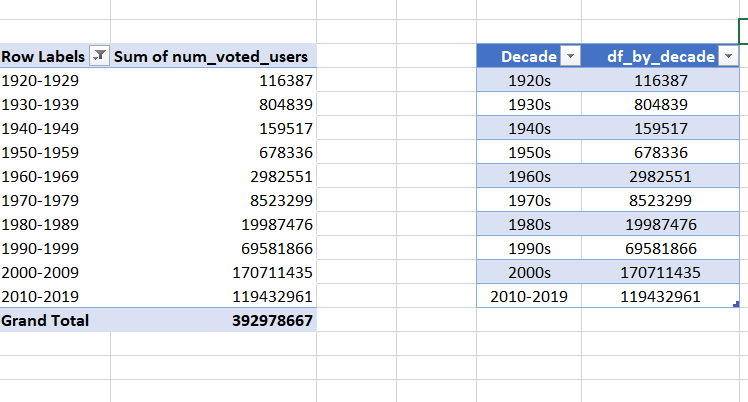 Row Labels Sum of num_voted_users Decade df_by_decade
1920-1929 116387 1920s 116387
1930-1939 804839 1930s 804839
1940-1949 159517 1940s 159517
1950-1959 678336 1950s 678336
1960-1969 2982551 1960s 2982551
1970-1979 8523299 1970s 8523299
1980-1989 19987476 1980s 19987476
1990-1999 69581866 1990s 69581866
2000-2009 170711435 2000s 170711435
2010-2019 119432961 2010-2019 119432961
Grand Total 392978667